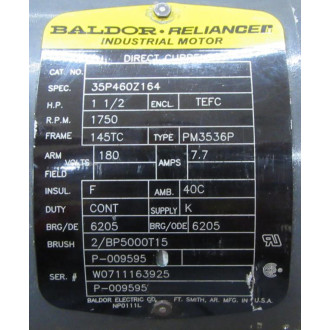 BALDOR · RELIANCE
INDUSTRIAL MOTOR
DIRECT CURRENT
CAT. NO.
SPEC. 35P460Z164
H.P. 1 1/2 ENCL. TEFC
R.P.M. 1750
FRAME 145TC TYPE PM3536P
ARM VOLTS 180 AMPS 7.7
FIELD
INSUL. F AMB. 40C
DUTY CONT SUPPLY K
BRG/DE 6205 BRG/ODE 6205
BRUSH 2/BP5000T15
P-009595
SER. # W0711163925
P-009595
BALDOR ELECTRIC CO. FT. SMITH, AR. MFG. IN U.S.A.
NP0111L